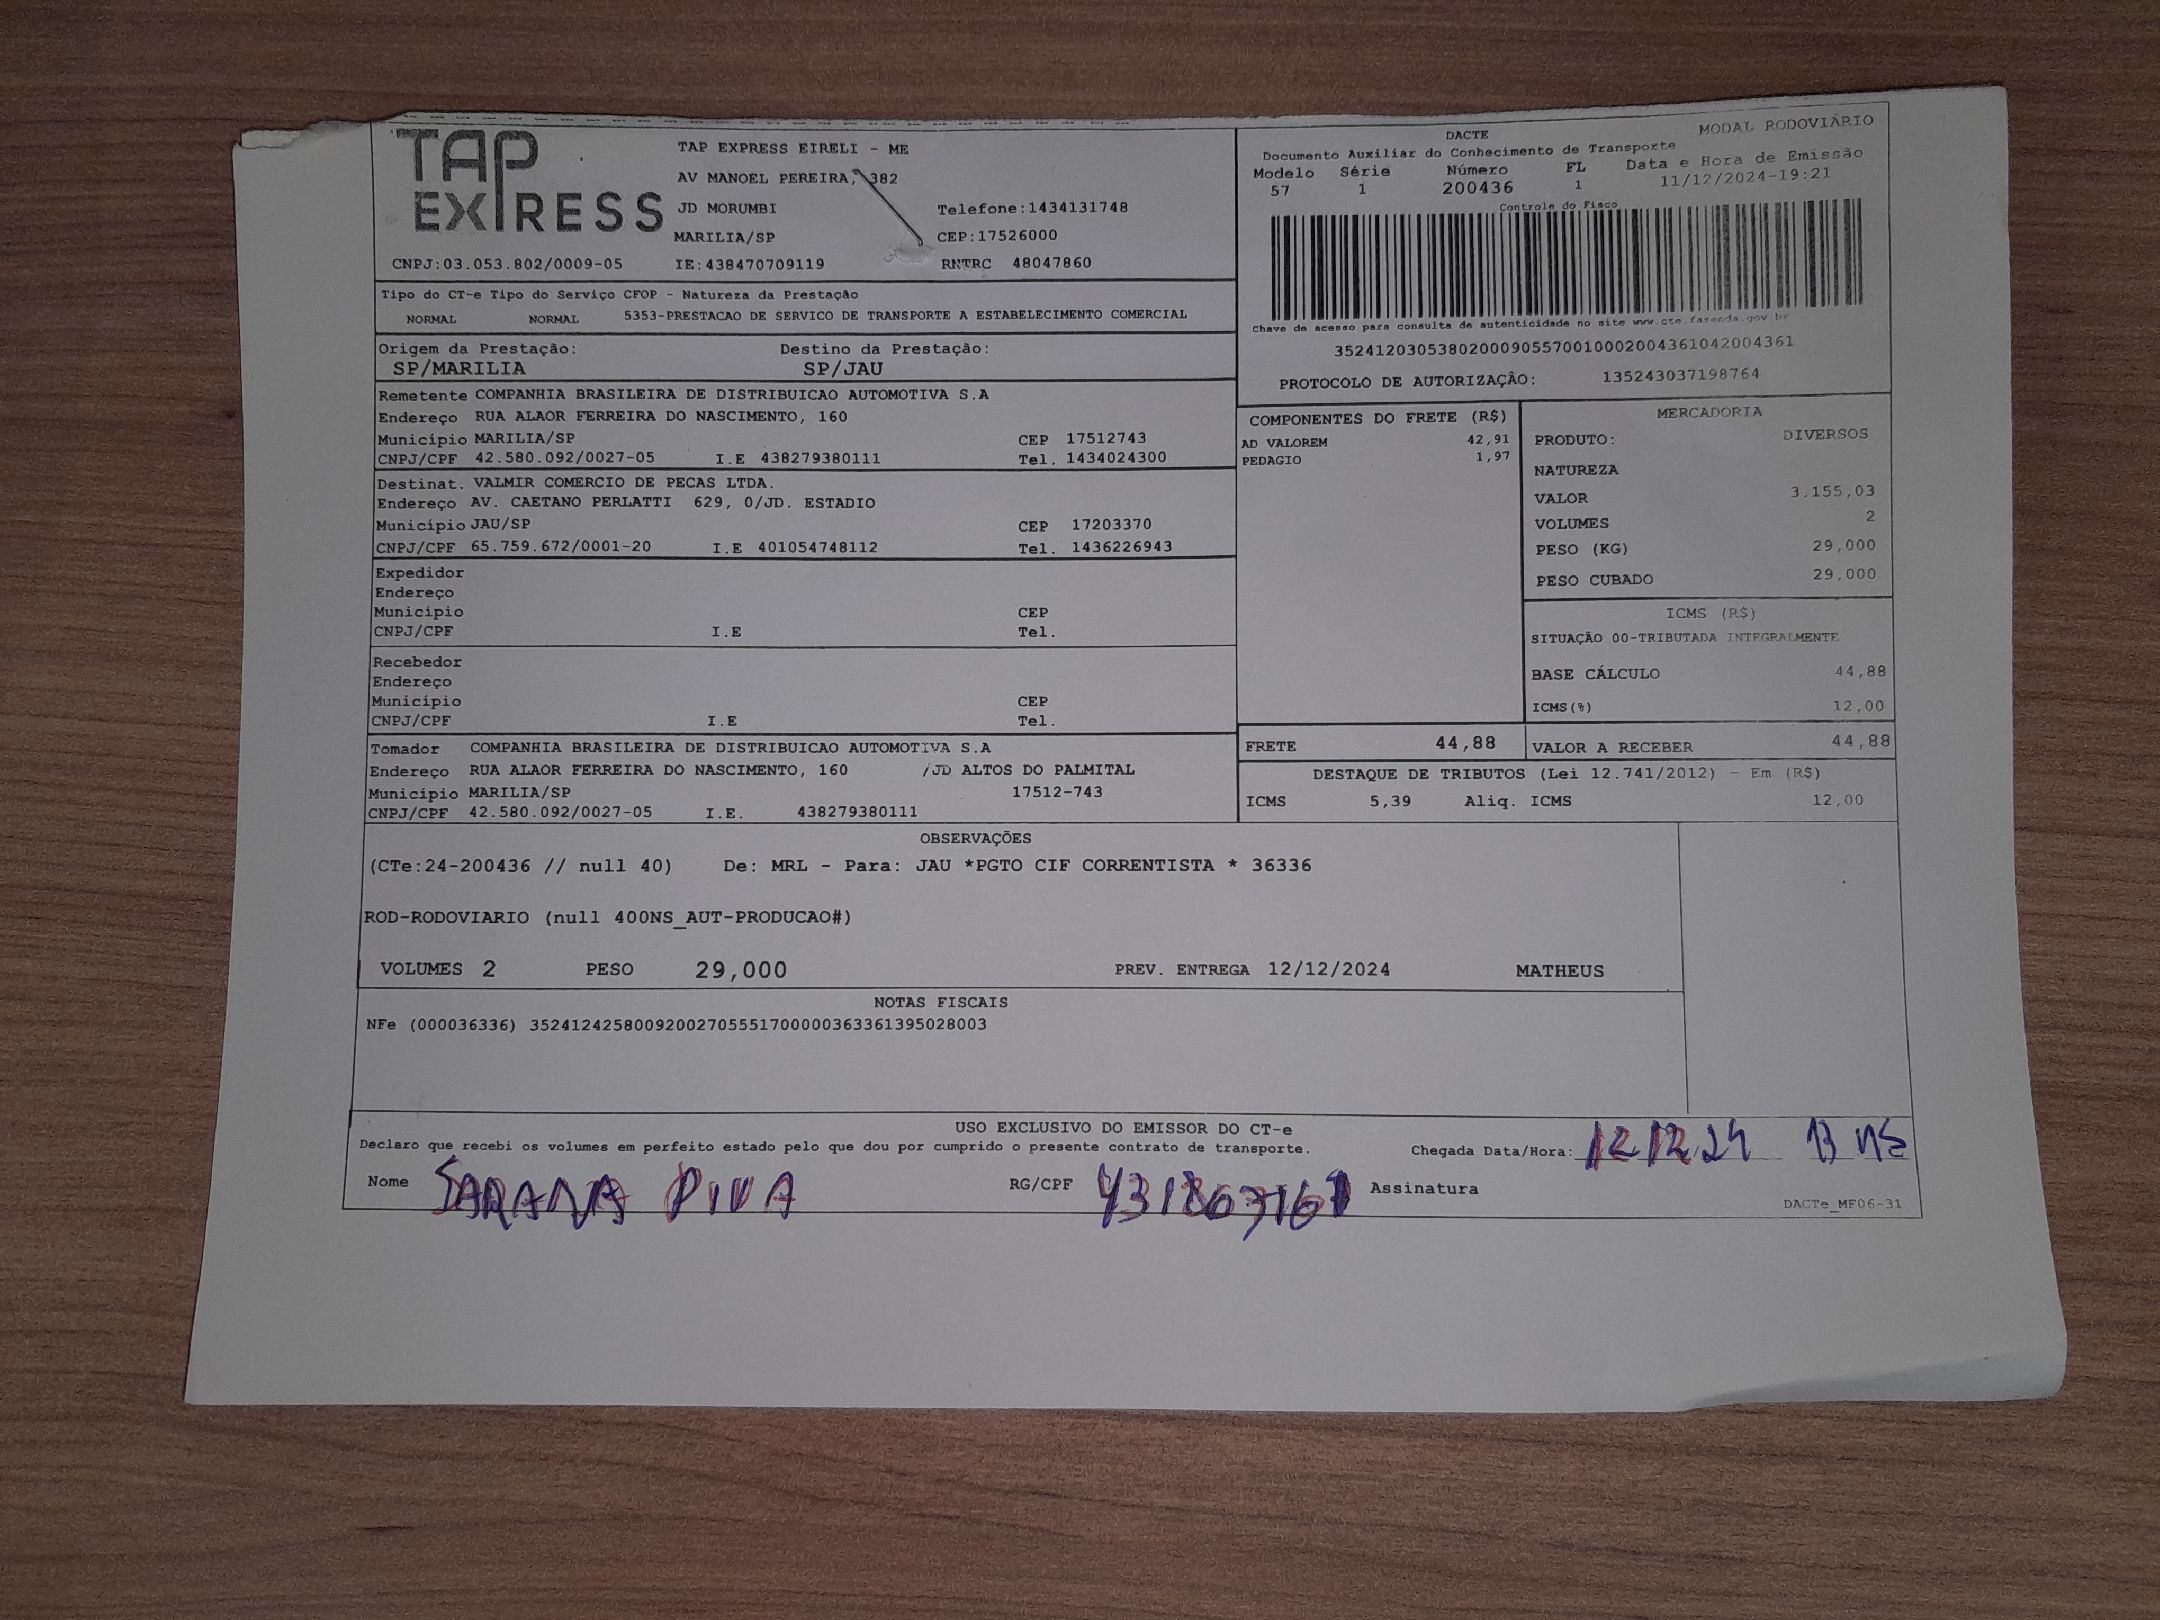 TAP
EXPRESS
TAP EXPRESS EIRELI - ME
AV MANOEL PEREIRA, 382
JD MORUMBI Telefone:1434131748
MARILIA/SP CEP:17526000
CNPJ:03.053.802/0009-05 IE:438470709119 RNTRC 48047860
DACTE MODAL RODOVIÁRIO
Documento Auxiliar do Conhecimento de Transporte
Modelo Série Número FL Data e Hora de Emissão
57 1 200436 1 11/12/2024-19:21
Controle do Fisco
Chave de acesso para consulta de autenticidade no site www.cte.fazenda.gov.br
35241203053802000905570010002004361042004361
PROTOCOLO DE AUTORIZAÇÃO: 135243037198764
Tipo do CT-e Tipo do Serviço CFOP - Natureza da Prestação
NORMAL NORMAL 5353-PRESTACAO DE SERVICO DE TRANSPORTE A ESTABELECIMENTO COMERCIAL
Origem da Prestação: Destino da Prestação:
SP/MARILIA SP/JAU
Remetente COMPANHIA BRASILEIRA DE DISTRIBUICAO AUTOMOTIVA S.A
Endereço RUA ALAOR FERREIRA DO NASCIMENTO, 160
Município MARILIA/SP CEP 17512743
CNPJ/CPF 42.580.092/0027-05 I.E 438279380111 Tel. 1434024300
Destinat. VALMIR COMERCIO DE PECAS LTDA.
Endereço AV. CAETANO PERLATTI 629, 0/JD. ESTADIO
Município JAU/SP CEP 17203370
CNPJ/CPF 65.759.672/0001-20 I.E 401054748112 Tel. 1436226943
Expedidor
Endereço
Município CEP
CNPJ/CPF I.E Tel.
Recebedor
Endereço
Município CEP
CNPJ/CPF I.E Tel.
Tomador COMPANHIA BRASILEIRA DE DISTRIBUICAO AUTOMOTIVA S.A
Endereço RUA ALAOR FERREIRA DO NASCIMENTO, 160 /JD ALTOS DO PALMITAL
Município MARILIA/SP 17512-743
CNPJ/CPF 42.580.092/0027-05 I.E. 438279380111
COMPONENTES DO FRETE (R$)
AD VALOREM 42,91
PEDAGIO 1,97
MERCADORIA
PRODUTO: DIVERSOS
NATUREZA
VALOR 3.155,03
VOLUMES 2
PESO (KG) 29,000
PESO CUBADO 29,000
ICMS (R$)
SITUAÇÃO 00-TRIBUTADA INTEGRALMENTE
BASE CÁLCULO 44,88
ICMS(%) 12,00
FRETE 44,88 VALOR A RECEBER 44,88
DESTAQUE DE TRIBUTOS (Lei 12.741/2012) - Em (R$)
ICMS 5,39 Aliq. ICMS 12,00
OBSERVAÇÕES
(CTe:24-200436 // null 40) De: MRL - Para: JAU *PGTO CIF CORRENTISTA * 36336
ROD-RODOVIARIO (null 400NS_AUT-PRODUCAO#)
VOLUMES 2 PESO 29,000 PREV. ENTREGA 12/12/2024 MATHEUS
NOTAS FISCAIS
NFe (000036336) 35241242580092002705551700000363361395028003
USO EXCLUSIVO DO EMISSOR DO CT-e
Declaro que recebi os volumes em perfeito estado pelo que dou por cumprido o presente contrato de transporte. Chegada Data/Hora: 12 12 24
Nome SARANA PIVA RG/CPF 431863161 Assinatura
DACTe_MF06-31